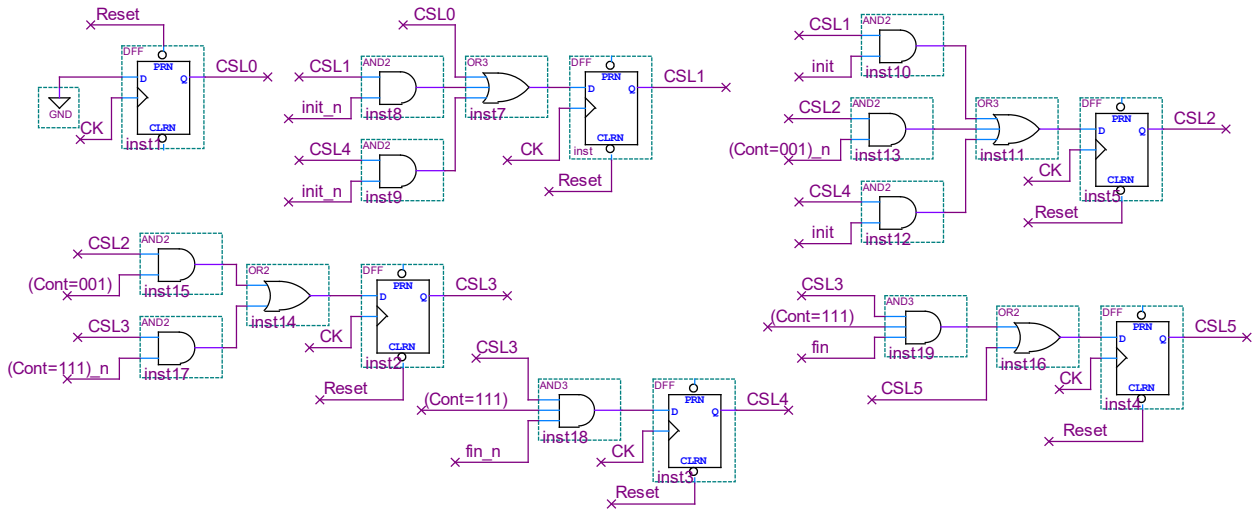 Reset
DFF
PRN
D
Q
CLRN
inst1
CSL0
GND
CK
CSL0
CSL1
AND2
init_n
inst8
OR3
inst7
CSL4
AND2
init_n
inst9
DFF
PRN
D
Q
CLRN
inst
CSL1
CK
Reset
CSL1
AND2
init
inst10
CSL2
AND2
(Cont=001)_n
inst13
OR3
inst11
CSL4
AND2
init
inst12
DFF
PRN
D
Q
CLRN
inst5
CSL2
CK
Reset
CSL2
AND2
(Cont=001)
inst15
OR2
inst14
CSL3
AND2
(Cont=111)_n
inst17
DFF
PRN
D
Q
CLRN
inst2
CSL3
CK
Reset
CSL3
AND3
(Cont=111)
fin_n
inst18
DFF
PRN
D
Q
CLRN
inst3
CSL4
CK
Reset
CSL3
AND3
(Cont=111)
fin
inst19
OR2
inst16
CSL5
DFF
PRN
D
Q
CLRN
inst4
CSL5
CK
Reset